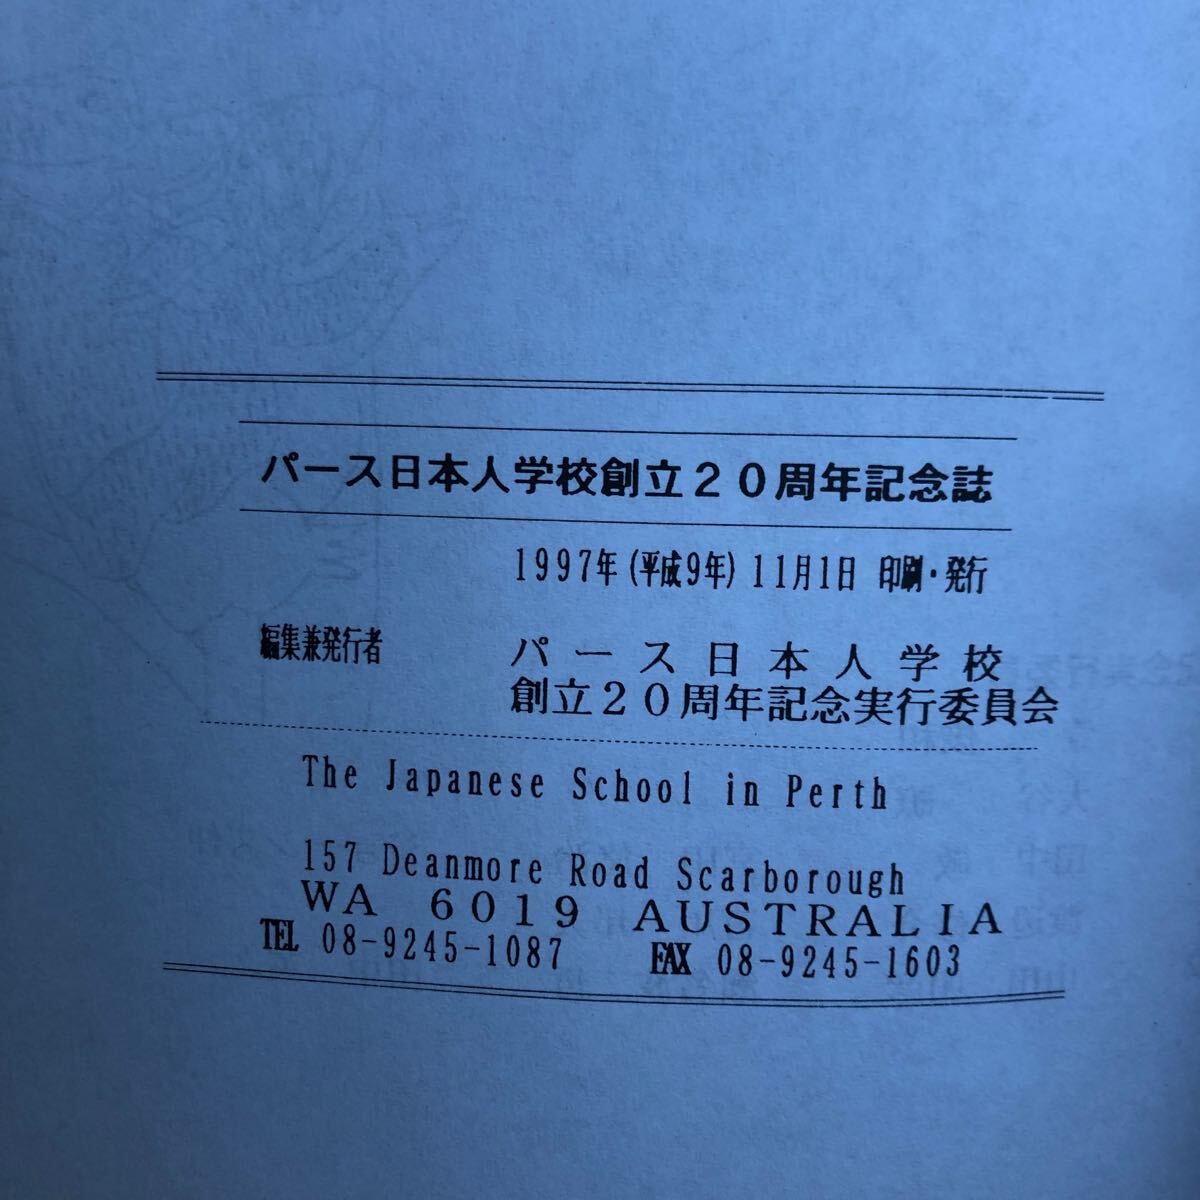 パース日本人学校創立20周年記念誌
1997年(平成9年)11月1日 印刷・発行
編集兼発行者 パース日本人学校
創立20周年記念実行委員会
The Japanese School in Perth
157 Deanmore Road Scarborough
WA 6019 AUSTRALIA
TEL 08-9245-1087 FAX 08-9245-1603